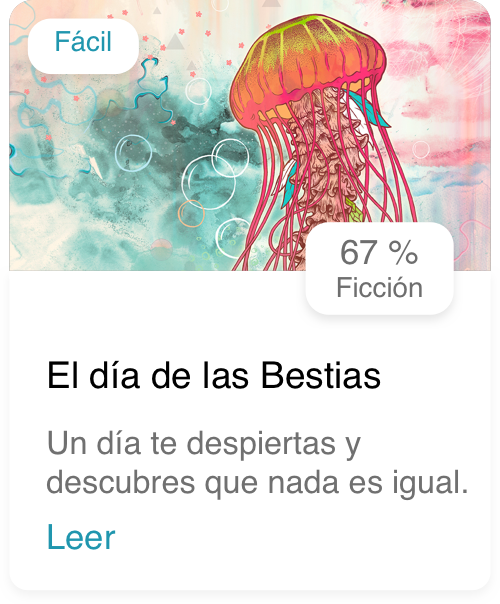 Fácil
67 %
Ficción
El día de las Bestias
Un día te despiertas y
descubres que nada es igual.
Leer